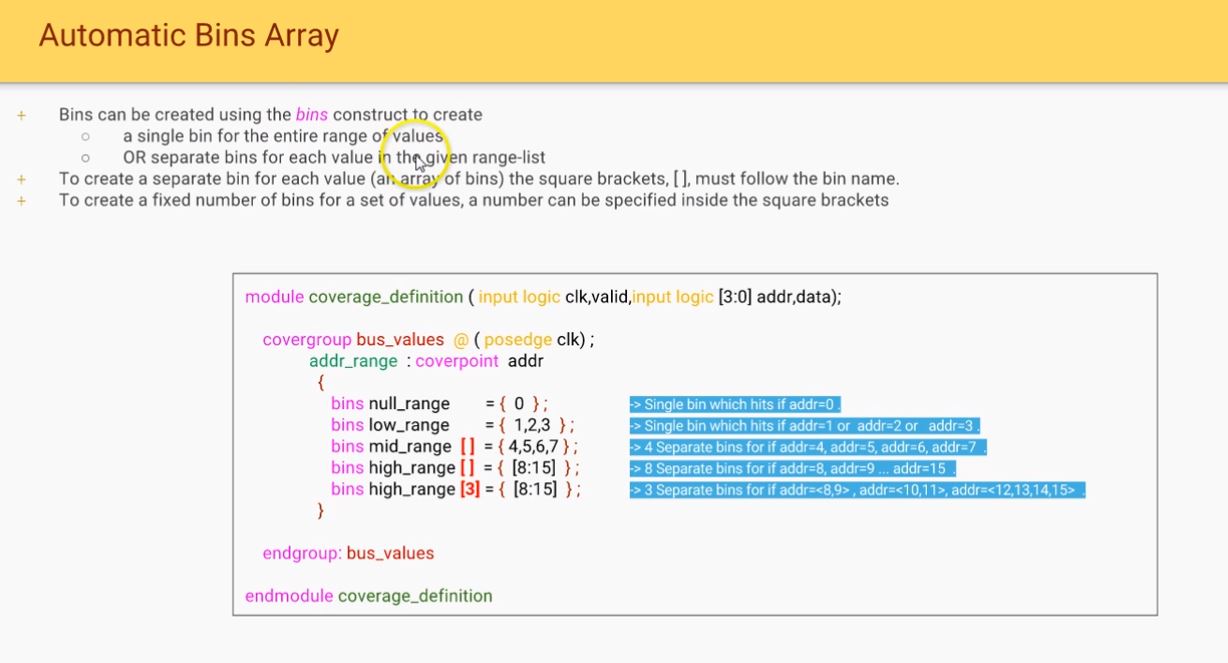 Automatic Bins Array
+ Bins can be created using the bins construct to create
○ a single bin for the entire range of values
○ OR separate bins for each value in the given range-list
+ To create a separate bin for each value (an array of bins) the square brackets, [ ], must follow the bin name.
+ To create a fixed number of bins for a set of values, a number can be specified inside the square brackets
module coverage_definition ( input logic clk,valid,input logic [3:0] addr,data);
covergroup bus_values @ ( posedge clk) ;
addr_range : coverpoint addr
{
bins null_range = { 0 } ; -> Single bin which hits if addr=0 .
bins low_range = { 1,2,3 } ; -> Single bin which hits if addr=1 or addr=2 or addr=3 .
bins mid_range [ ] = { 4,5,6,7 } ; -> 4 Separate bins for if addr=4, addr=5, addr=6, addr=7 .
bins high_range [ ] = { [8:15] } ; -> 8 Separate bins for if addr=8, addr=9 ... addr=15 .
bins high_range [3] = { [8:15] } ; -> 3 Separate bins for if addr=<8,9> , addr=<10,11>, addr=<12,13,14,15> .
}
endgroup: bus_values
endmodule coverage_definition